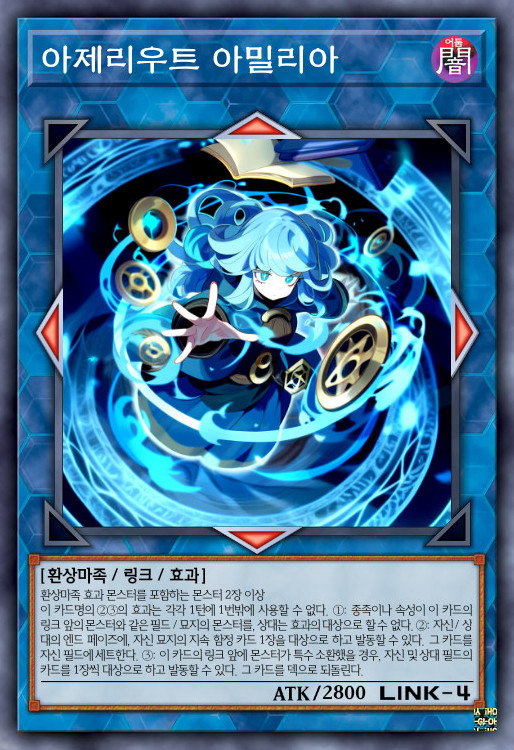 아제리우트 아밀리아
어둠
闇
[환상마족 / 링크 / 효과]
환상마족 효과 몬스터를 포함하는 몬스터 2장 이상
이 카드명의 ②③의 효과는 각각 1턴에 1번밖에 사용할 수 없다. ①: 종족이나 속성이 이 카드의
링크 앞의 몬스터와 같은 필드 / 묘지의 몬스터를, 상대는 효과의 대상으로 할 수 없다. ②: 자신 / 상
대의 엔드 페이즈에, 자신 묘지의 지속 함정 카드 1장을 대상으로 하고 발동할 수 있다. 그 카드를
자신 필드에 세트한다. ③: 이 카드의 링크 앞에 몬스터가 특수 소환했을 경우, 자신 및 상대 필드의
카드를 1장씩 대상으로 하고 발동할 수 있다. 그 카드를 덱으로 되돌린다.
ATK/2800 LINK-4